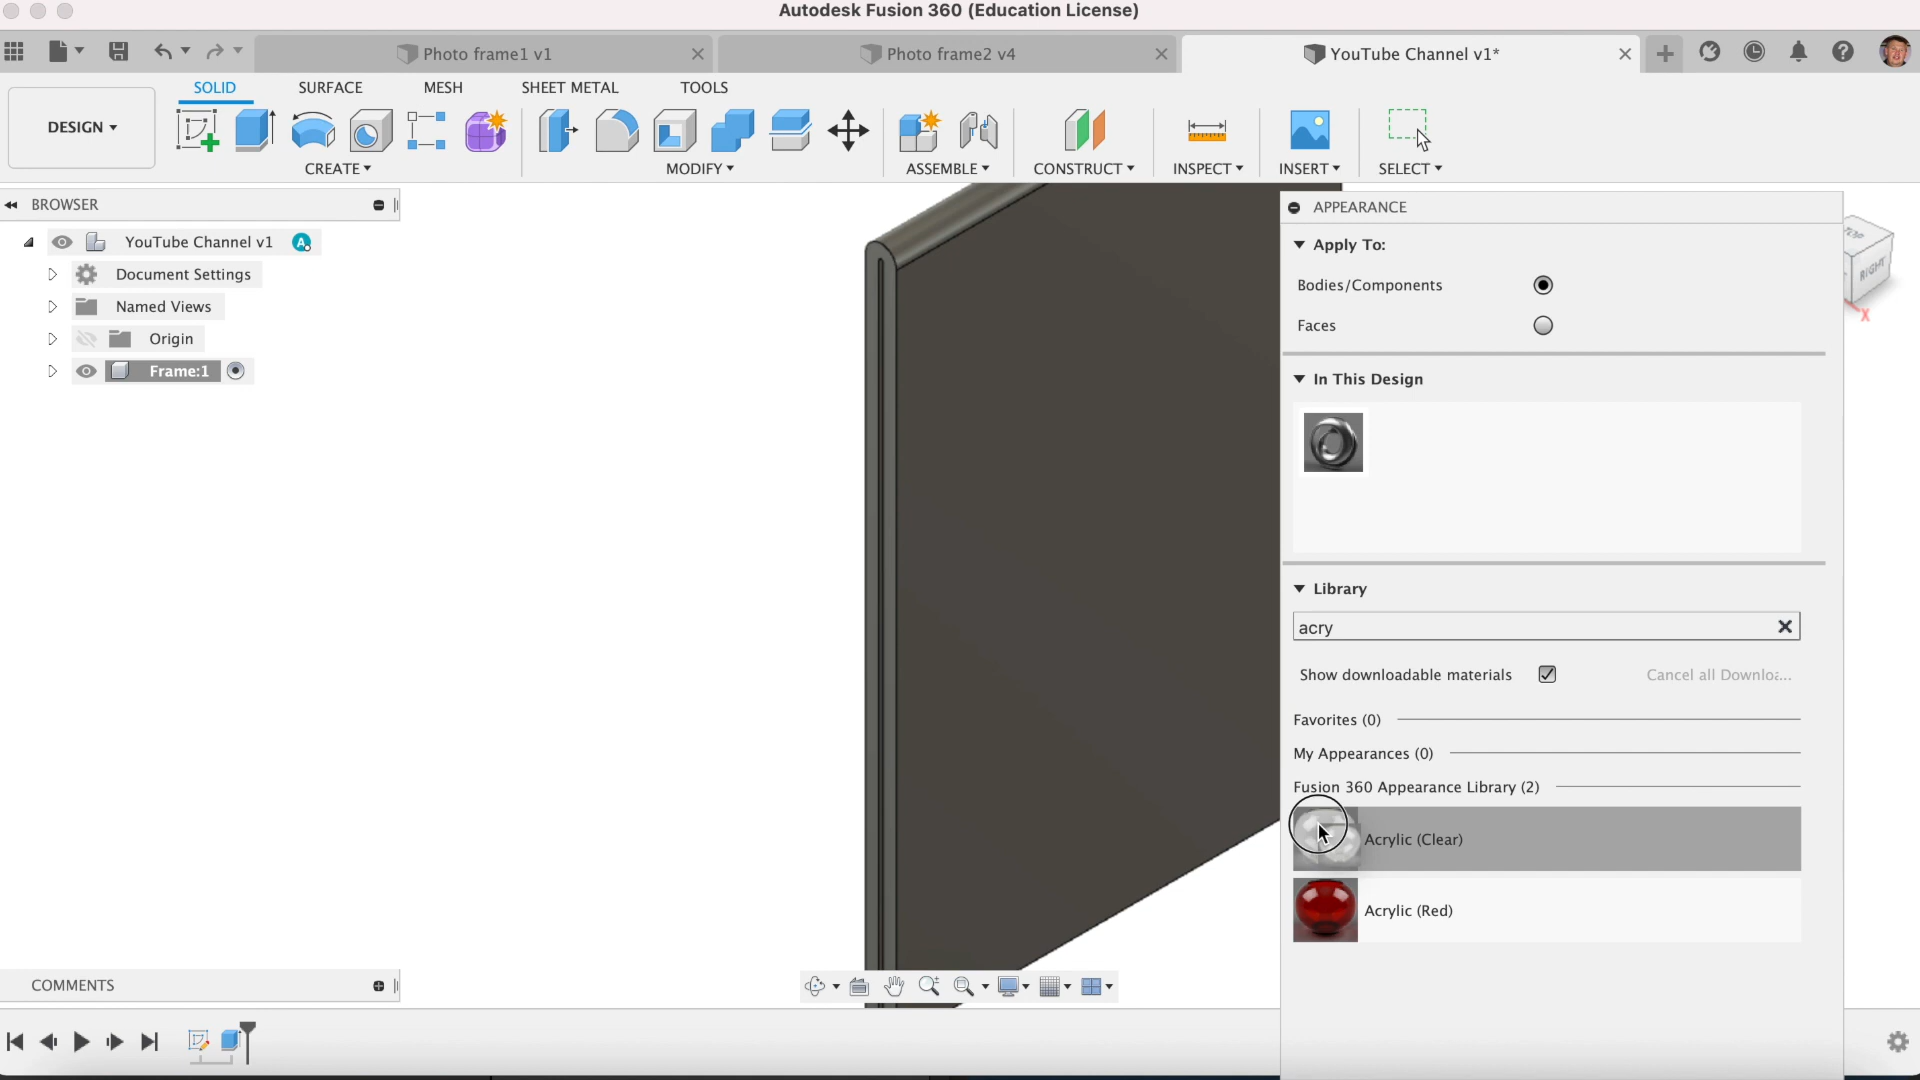 Autodesk Fusion 360 (Education License)
Photo frame1 v1
Photo frame2 v4
YouTube Channel v1*
SOLID
SURFACE
MESH
SHEET METAL
TOOLS
DESIGN
CREATE
MODIFY
ASSEMBLE
CONSTRUCT
INSPECT
INSERT
SELECT
BROWSER
YouTube Channel v1
A
Document Settings
Named Views
Origin
Frame:1
APPEARANCE
Apply To:
Bodies/Components
Faces
In This Design
Library
acry
Show downloadable materials
Cancel all Downloa...
Favorites (0)
My Appearances (0)
Fusion 360 Appearance Library (2)
Acrylic (Clear)
Acrylic (Red)
TOP
RIGHT
X
COMMENTS